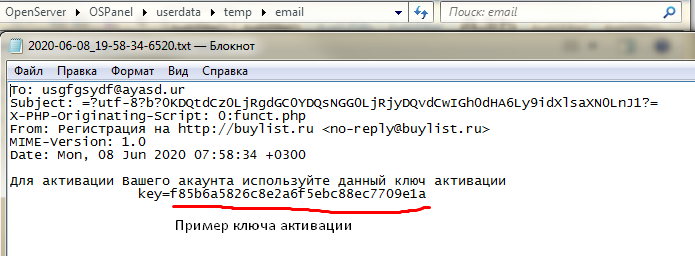 OpenServer ▸ OSPanel ▸ userdata ▸ temp ▸ email
Поиск: email
2020-06-08_19-58-34-6520.txt — Блокнот
Файл Правка Формат Вид Справка
To: usgfgsydf@ayasd.ur
Subject: =?utf-8?b?0KDQtdCz0LjRgdGC0YDQsNGG0LjRjyDQvdCwIGh0dHA6Ly9idXlsaXN0LnJ1?=
X-PHP-Originating-Script: 0:funct.php
From: Регистрация на http://buylist.ru <no-reply@buylist.ru>
MIME-Version: 1.0
Date: Mon, 08 Jun 2020 07:58:34 +0300
Для активации Вашего акаунта используйте данный ключ активации
key=f85b6a5826c8e2a6f5ebc88ec7709e1a
Пример ключа активации